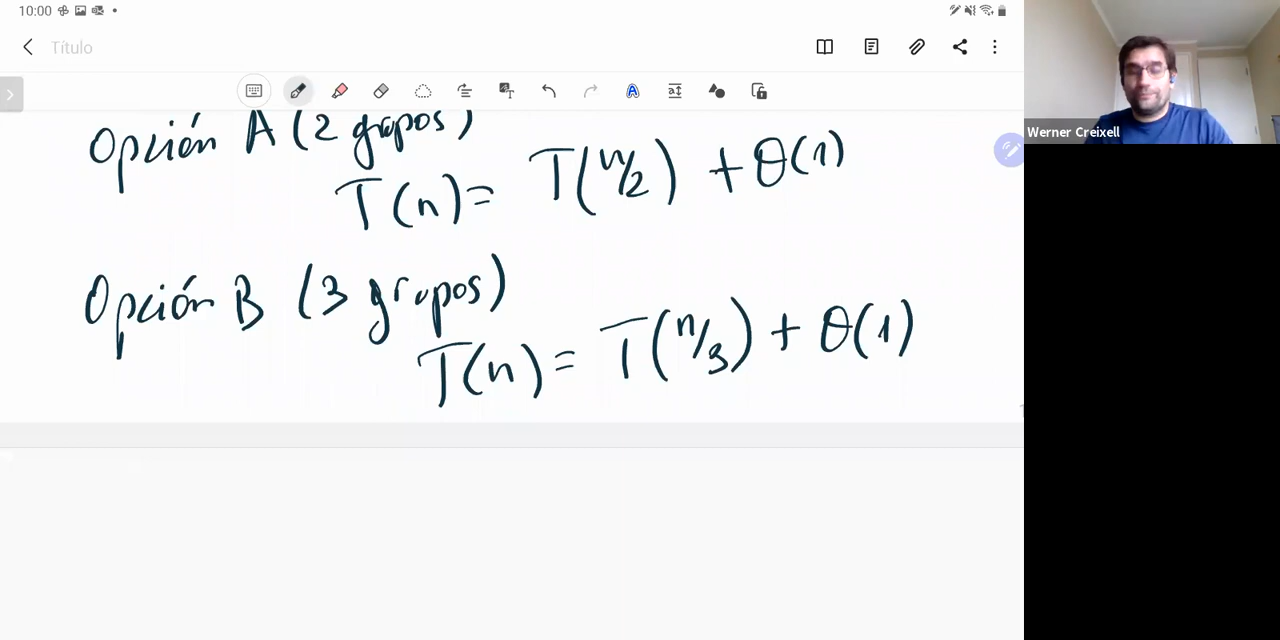 10:00
Título
Werner Creixell
Opción A (2 grupos)
T(n) = T(n/2) + Θ(1)
Opción B (3 grupos)
T(n) = T(n/3) + Θ(1)